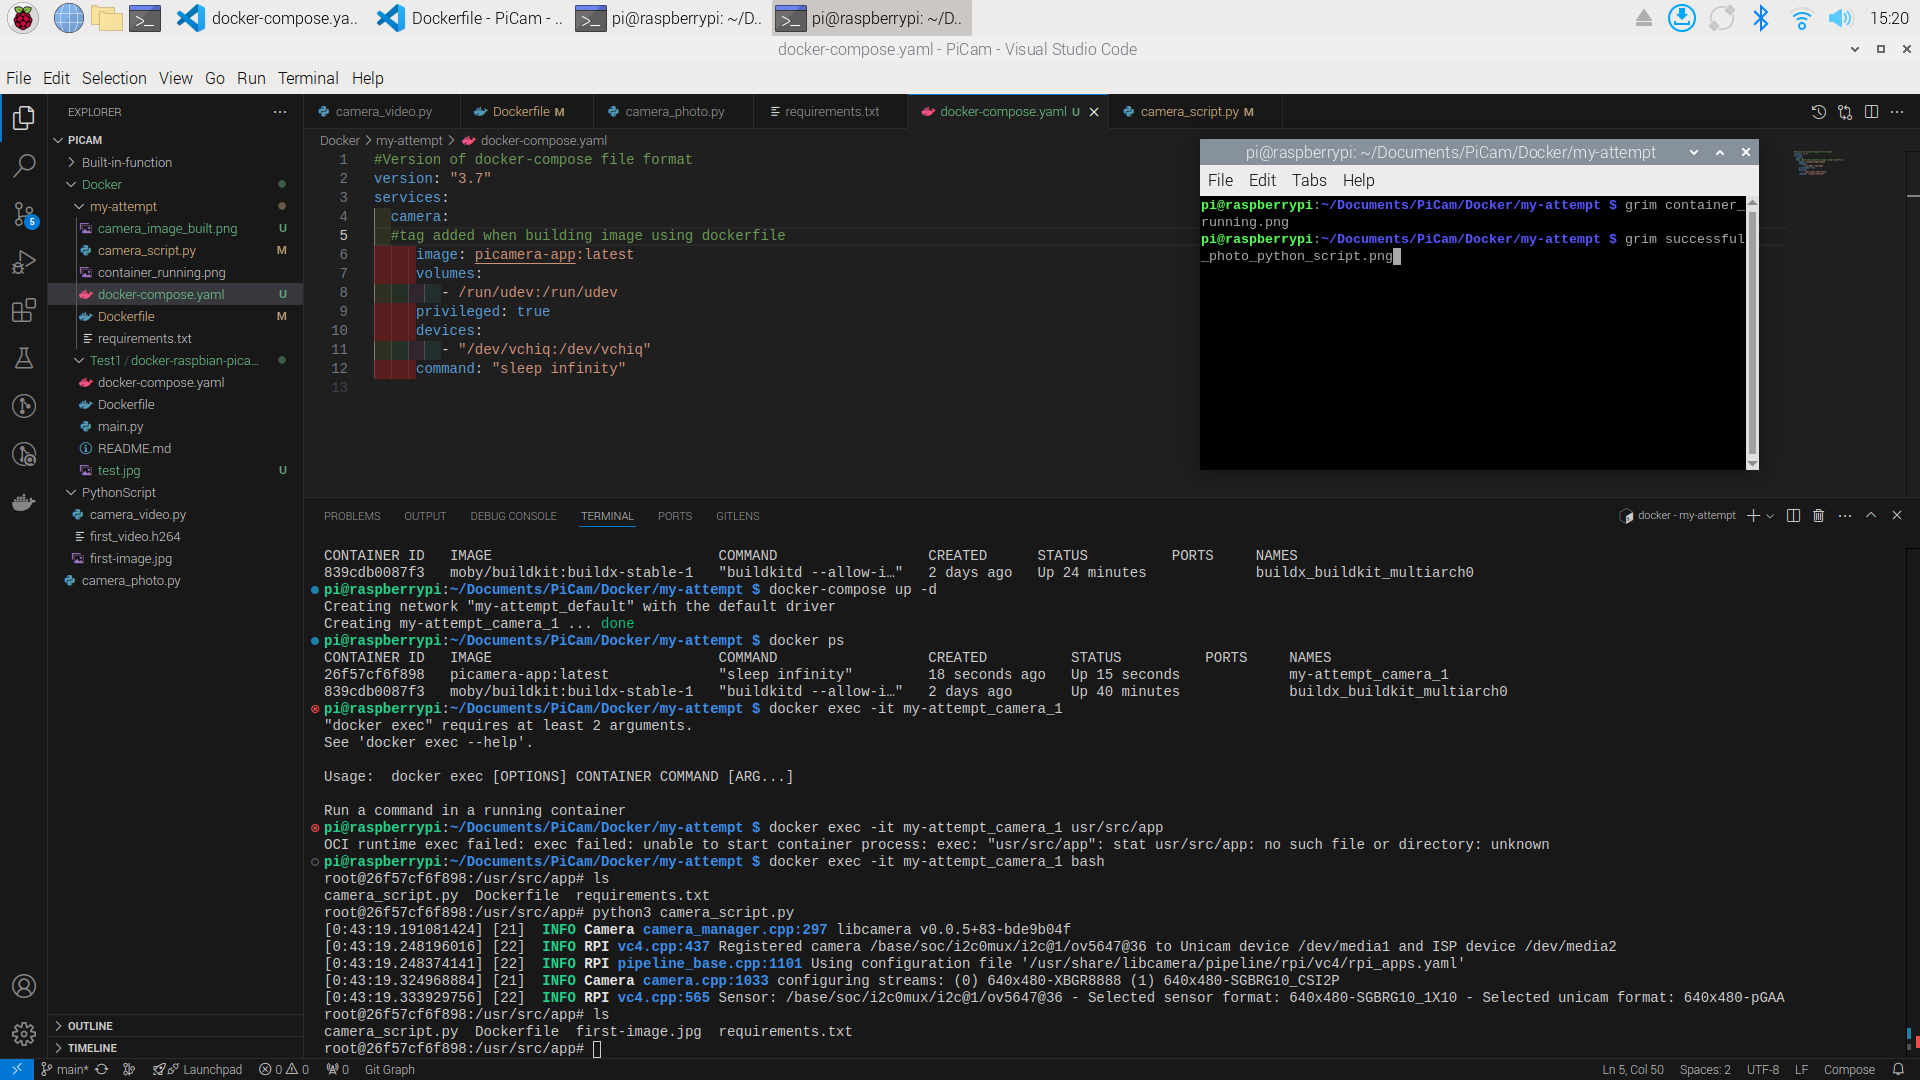 docker-compose.ya..
Dockerfile - PiCam - ..
pi@raspberrypi: ~/D..
pi@raspberrypi: ~/D..
15:20
docker-compose.yaml - PiCam - Visual Studio Code
File Edit Selection View Go Run Terminal Help
EXPLORER
camera_video.py
Dockerfile M
camera_photo.py
requirements.txt
docker-compose.yaml U
camera_script.py M
PICAM
Built-in-function
Docker
my-attempt
camera_image_built.png U
camera_script.py M
container_running.png
docker-compose.yaml U
Dockerfile M
requirements.txt
Test1 / docker-raspbian-pica...
docker-compose.yaml
Dockerfile
main.py
README.md
test.jpg U
PythonScript
camera_video.py
first_video.h264
first-image.jpg
camera_photo.py
OUTLINE
TIMELINE
5
Docker > my-attempt > docker-compose.yaml
1 #Version of docker-compose file format
2 version: "3.7"
3 services:
4 camera:
5 #tag added when building image using dockerfile
6 image: picamera-app:latest
7 volumes:
8 - /run/udev:/run/udev
9 privileged: true
10 devices:
11 - "/dev/vchiq:/dev/vchiq"
12 command: "sleep infinity"
13
pi@raspberrypi: ~/Documents/PiCam/Docker/my-attempt
File Edit Tabs Help
pi@raspberrypi:~/Documents/PiCam/Docker/my-attempt $ grim container_
running.png
pi@raspberrypi:~/Documents/PiCam/Docker/my-attempt $ grim successful
_photo_python_script.png
PROBLEMS OUTPUT DEBUG CONSOLE TERMINAL PORTS GITLENS
docker - my-attempt
CONTAINER ID IMAGE COMMAND CREATED STATUS PORTS NAMES
839cdb0087f3 moby/buildkit:buildx-stable-1 "buildkitd --allow-i…" 2 days ago Up 24 minutes buildx_buildkit_multiarch0
pi@raspberrypi:~/Documents/PiCam/Docker/my-attempt $ docker-compose up -d
Creating network "my-attempt_default" with the default driver
Creating my-attempt_camera_1 ... done
pi@raspberrypi:~/Documents/PiCam/Docker/my-attempt $ docker ps
CONTAINER ID IMAGE COMMAND CREATED STATUS PORTS NAMES
26f57cf6f898 picamera-app:latest "sleep infinity" 18 seconds ago Up 15 seconds my-attempt_camera_1
839cdb0087f3 moby/buildkit:buildx-stable-1 "buildkitd --allow-i…" 2 days ago Up 40 minutes buildx_buildkit_multiarch0
pi@raspberrypi:~/Documents/PiCam/Docker/my-attempt $ docker exec -it my-attempt_camera_1
"docker exec" requires at least 2 arguments.
See 'docker exec --help'.
Usage: docker exec [OPTIONS] CONTAINER COMMAND [ARG...]
Run a command in a running container
pi@raspberrypi:~/Documents/PiCam/Docker/my-attempt $ docker exec -it my-attempt_camera_1 usr/src/app
OCI runtime exec failed: exec failed: unable to start container process: exec: "usr/src/app": stat usr/src/app: no such file or directory: unknown
pi@raspberrypi:~/Documents/PiCam/Docker/my-attempt $ docker exec -it my-attempt_camera_1 bash
root@26f57cf6f898:/usr/src/app# ls
camera_script.py Dockerfile requirements.txt
root@26f57cf6f898:/usr/src/app# python3 camera_script.py
[0:43:19.191081424] [21] INFO Camera camera_manager.cpp:297 libcamera v0.0.5+83-bde9b04f
[0:43:19.248196016] [22] INFO RPI vc4.cpp:437 Registered camera /base/soc/i2c0mux/i2c@1/ov5647@36 to Unicam device /dev/media1 and ISP device /dev/media2
[0:43:19.248374141] [22] INFO RPI pipeline_base.cpp:1101 Using configuration file '/usr/share/libcamera/pipeline/rpi/vc4/rpi_apps.yaml'
[0:43:19.324968884] [21] INFO Camera camera.cpp:1033 configuring streams: (0) 640x480-XBGR8888 (1) 640x480-SGBRG10_CSI2P
[0:43:19.333929756] [22] INFO RPI vc4.cpp:565 Sensor: /base/soc/i2c0mux/i2c@1/ov5647@36 - Selected sensor format: 640x480-SGBRG10_1X10 - Selected unicam format: 640x480-pGAA
root@26f57cf6f898:/usr/src/app# ls
camera_script.py Dockerfile first-image.jpg requirements.txt
root@26f57cf6f898:/usr/src/app#
main* Launchpad 0 0 0 Git Graph
Ln 5, Col 50 Spaces: 2 UTF-8 LF Compose